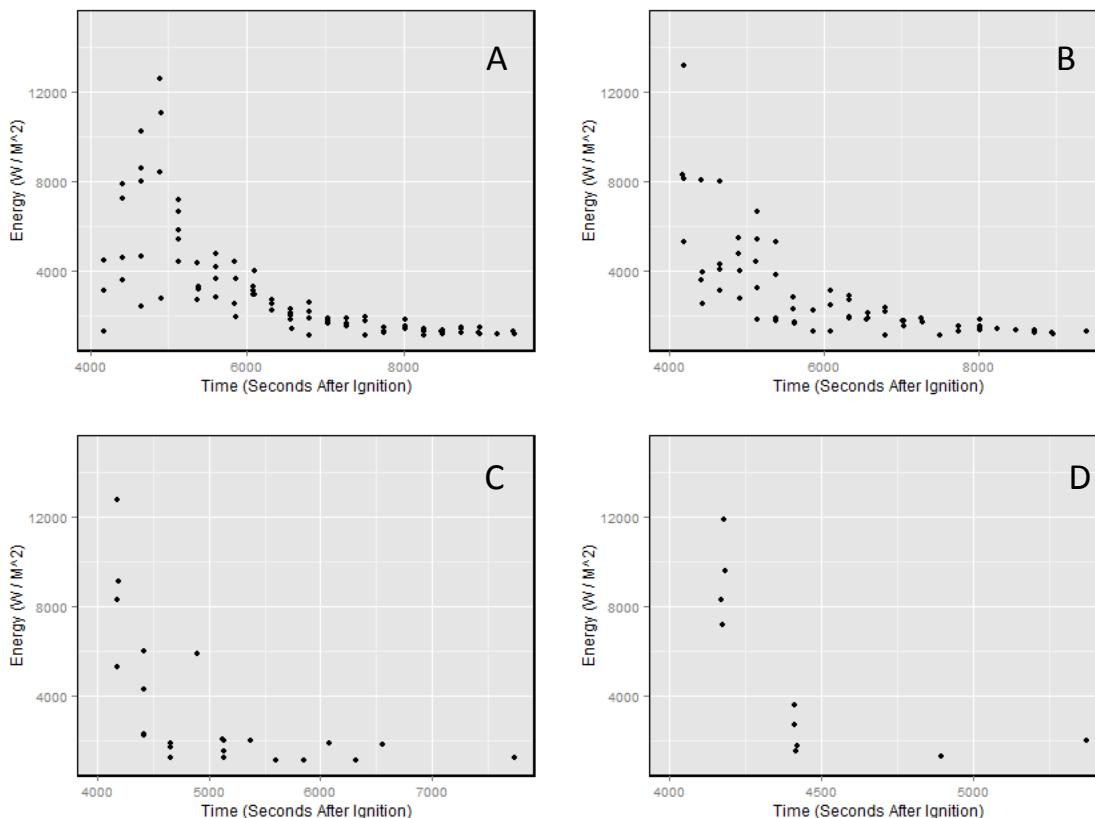 A
12000
8000
4000
Energy (W / M^2)
4000 6000 8000
Time (Seconds After Ignition)
B
12000
8000
4000
Energy (W / M^2)
4000 6000 8000
Time (Seconds After Ignition)
C
12000
8000
4000
Energy (W / M^2)
4000 5000 6000 7000
Time (Seconds After Ignition)
D
12000
8000
4000
Energy (W / M^2)
4000 4500 5000
Time (Seconds After Ignition)